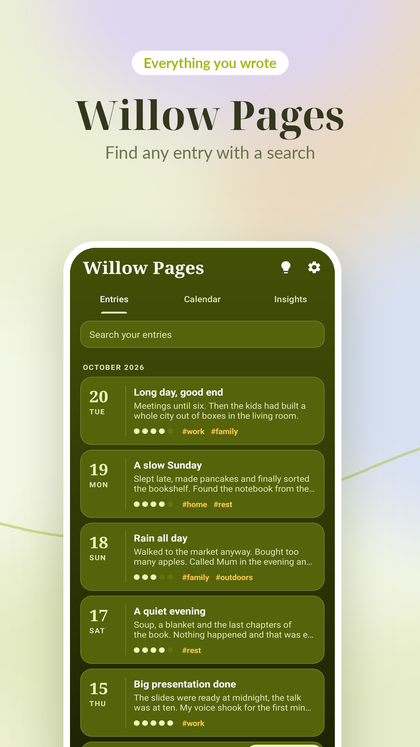 Everything you wrote
Willow Pages
Find any entry with a search
Willow Pages
Entries
Calendar
Insights
Search your entries
OCTOBER 2026
20
TUE
Long day, good end
Meetings until six. Then the kids had built a
whole city out of boxes in the living room.
#work #family
19
MON
A slow Sunday
Slept late, made pancakes and finally sorted
the bookshelf. Found the notebook from the…
#home #rest
18
SUN
Rain all day
Walked to the market anyway. Bought too
many apples. Called Mum in the evening an…
#family #outdoors
17
SAT
A quiet evening
Soup, a blanket and the last chapters of
the book. Nothing happened and that was e…
#rest
15
THU
Big presentation done
The slides were ready at midnight, the talk
was at ten. My voice shook for the first min…
#work